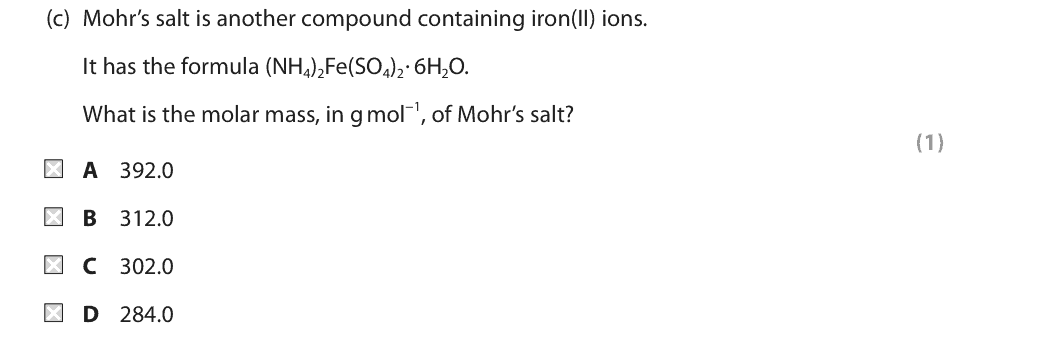 (c) Mohr’s salt is another compound containing iron(II) ions.
It has the formula (NH₄)₂Fe(SO₄)₂·6H₂O.
What is the molar mass, in g mol⁻¹, of Mohr’s salt?
(1)
A 392.0
B 312.0
C 302.0
D 284.0